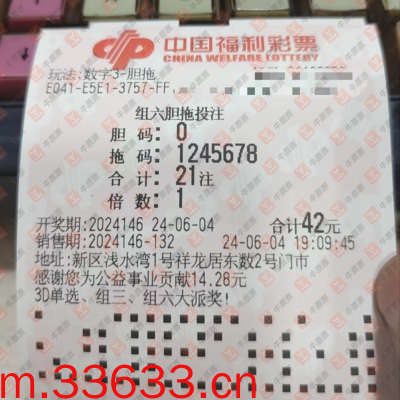 中国福利彩票
CHINA WELFARE LOTTERY
玩法:数字3-胆拖
E041-E5E1-3757-FF
组六胆拖投注
胆 码: 0
拖 码: 1245678
合 计: 21注
倍 数: 1
开奖期:2024146 24-06-04 合计42元
销售期:2024146-132 24-06-04 19:09:45
地址:新区浅水湾1号祥龙居东数2号门市
感谢您为公益事业贡献14.28元
3D单选、组三、组六大派奖!
m.33633.cn